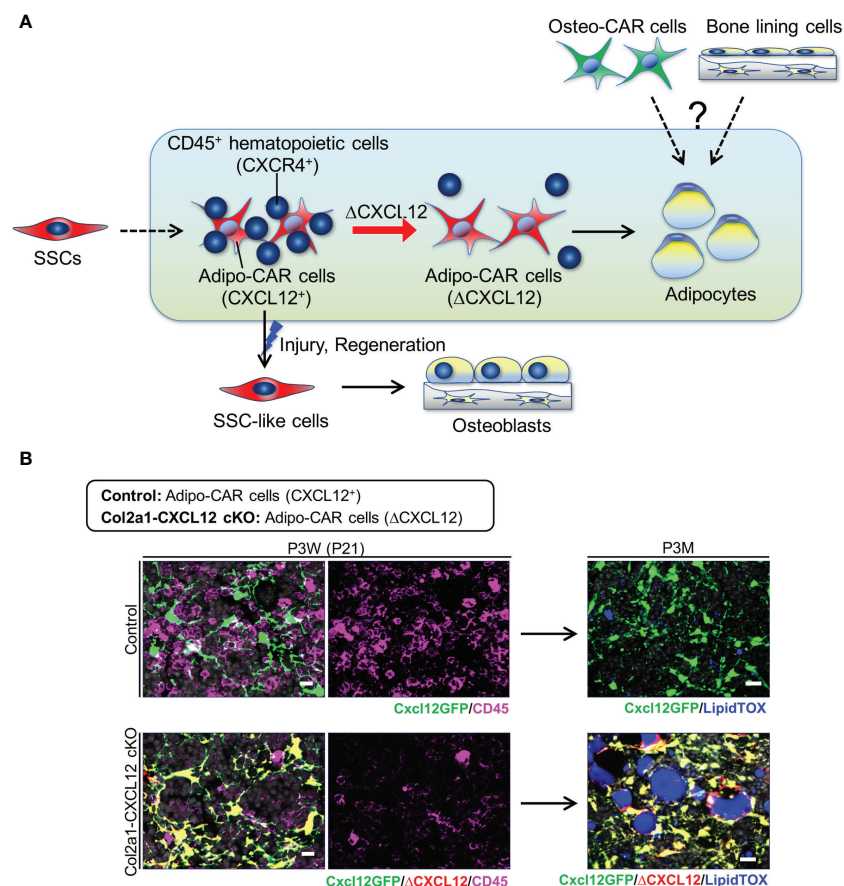 A
Osteo-CAR cells
Bone lining cells
?
CD45⁺ hematopoietic cells
(CXCR4⁺)
ΔCXCL12
SSCs
Adipo-CAR cells
(CXCL12⁺)
Adipo-CAR cells
(ΔCXCL12)
Adipocytes
Injury, Regeneration
SSC-like cells
Osteoblasts
B
Control: Adipo-CAR cells (CXCL12⁺)
Col2a1-CXCL12 cKO: Adipo-CAR cells (ΔCXCL12)
P3W (P21)
P3M
Control
Cxcl12GFP/CD45
Cxcl12GFP/LipidTOX
Col2a1-CXCL12 cKO
Cxcl12GFP/ΔCXCL12/CD45
Cxcl12GFP/ΔCXCL12/LipidTOX